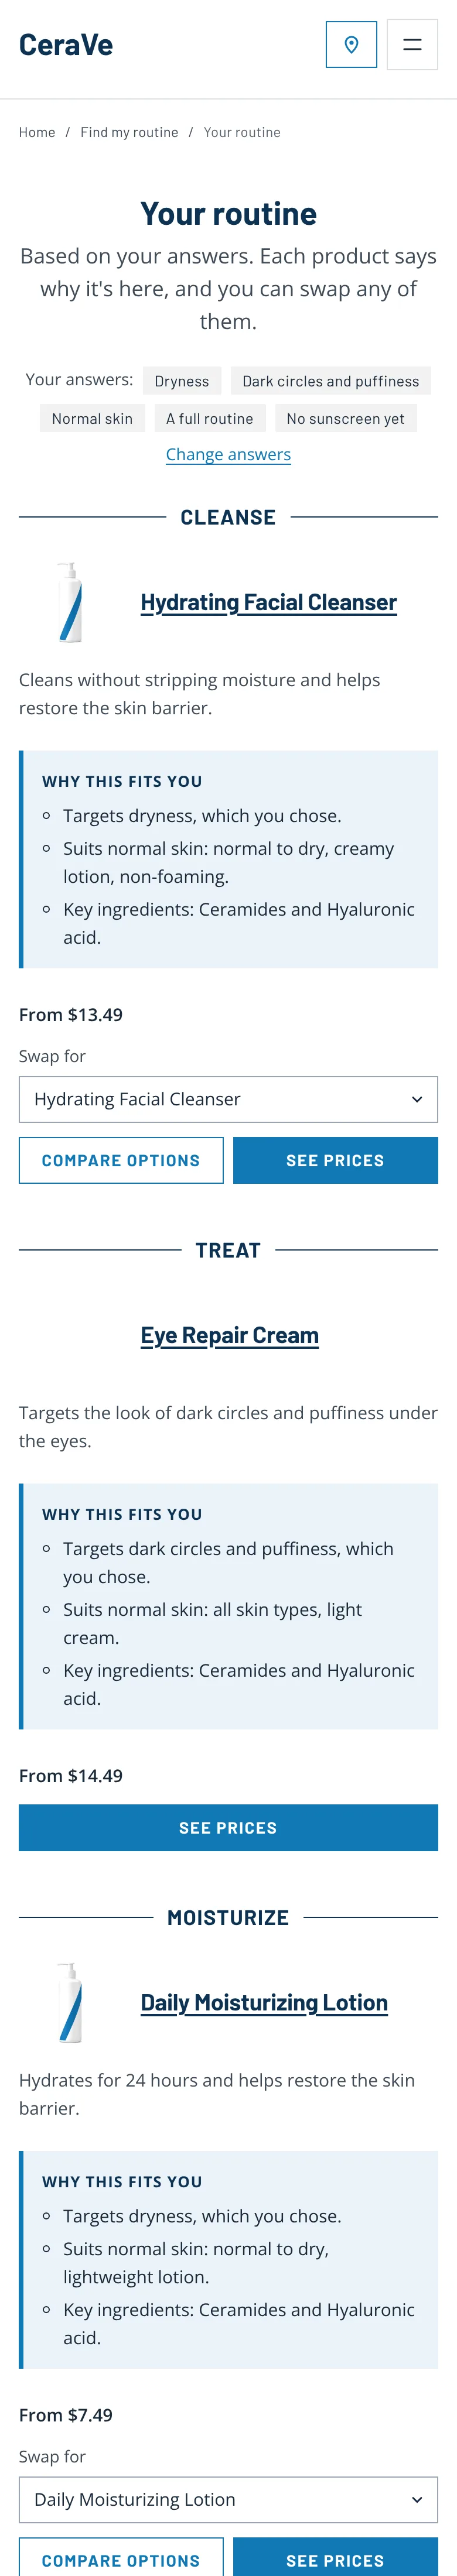 CeraVe
Home / Find my routine / Your routine
Your routine
Based on your answers. Each product says
why it's here, and you can swap any of
them.
Your answers: Dryness Dark circles and puffiness
Normal skin A full routine No sunscreen yet
Change answers
CLEANSE
Hydrating Facial Cleanser
Cleans without stripping moisture and helps
restore the skin barrier.
WHY THIS FITS YOU
Targets dryness, which you chose.
Suits normal skin: normal to dry, creamy
lotion, non-foaming.
Key ingredients: Ceramides and Hyaluronic
acid.
From $13.49
Swap for
Hydrating Facial Cleanser
COMPARE OPTIONS SEE PRICES
TREAT
Eye Repair Cream
Targets the look of dark circles and puffiness under
the eyes.
WHY THIS FITS YOU
Targets dark circles and puffiness, which
you chose.
Suits normal skin: all skin types, light
cream.
Key ingredients: Ceramides and Hyaluronic
acid.
From $14.49
SEE PRICES
MOISTURIZE
Daily Moisturizing Lotion
Hydrates for 24 hours and helps restore the skin
barrier.
WHY THIS FITS YOU
Targets dryness, which you chose.
Suits normal skin: normal to dry,
lightweight lotion.
Key ingredients: Ceramides and Hyaluronic
acid.
From $7.49
Swap for
Daily Moisturizing Lotion
COMPARE OPTIONS SEE PRICES